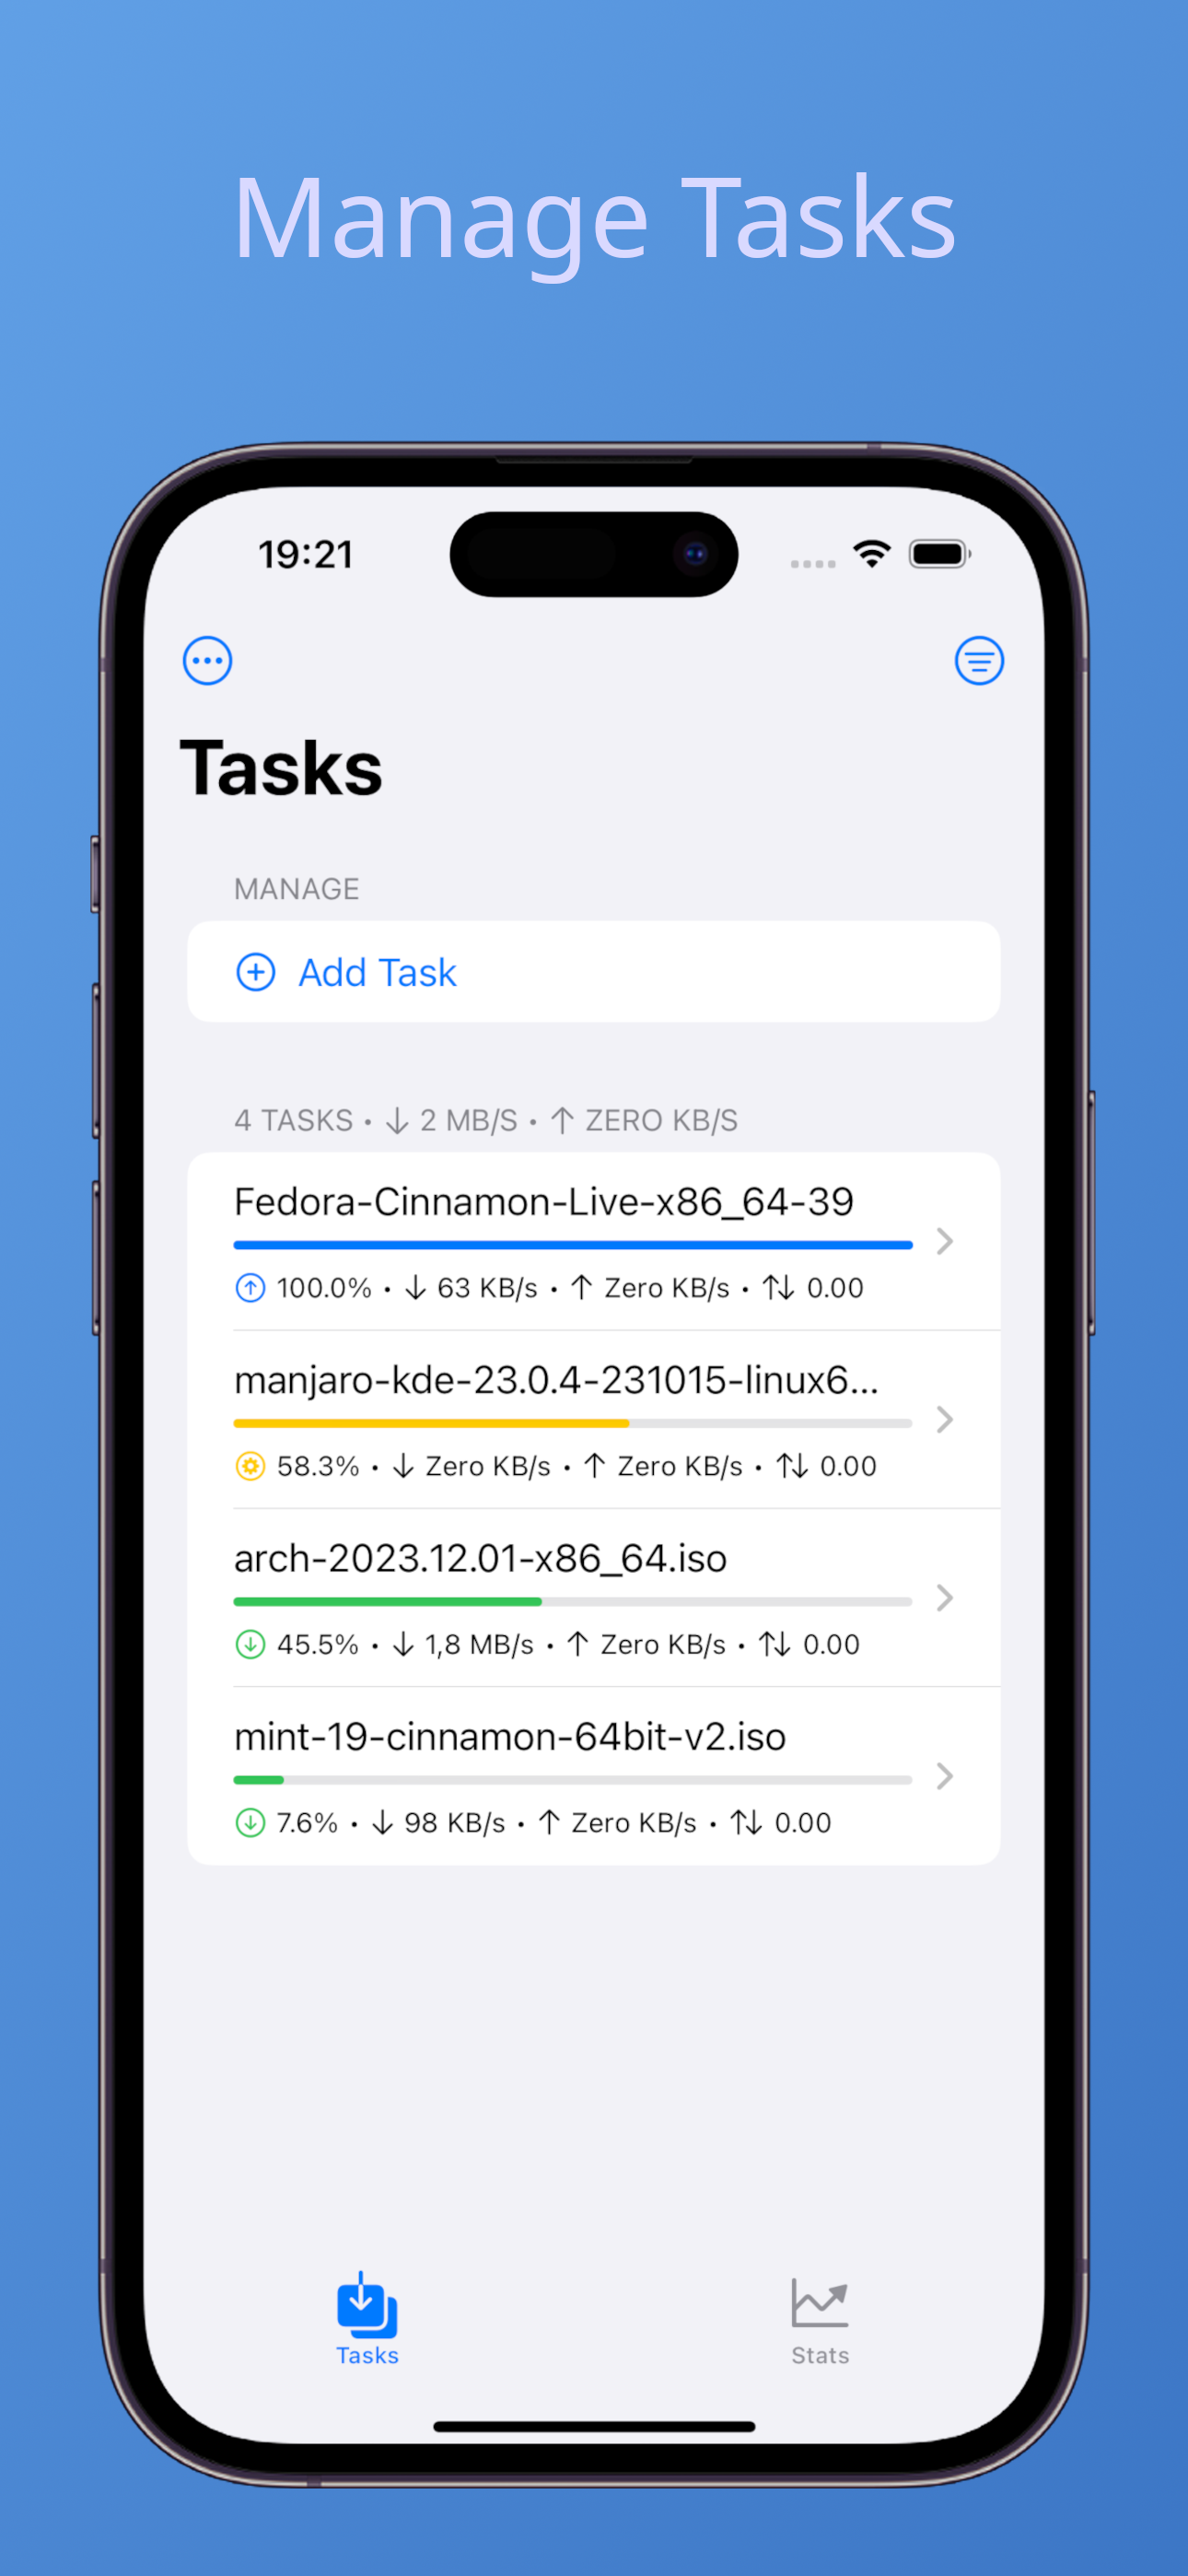 Manage Tasks
19:21
Tasks
MANAGE
Add Task
4 TASKS • ↓ 2 MB/S • ↑ ZERO KB/S
Fedora-Cinnamon-Live-x86_64-39
100.0% • ↓ 63 KB/s • ↑ Zero KB/s • ↑↓ 0.00
manjaro-kde-23.0.4-231015-linux6...
58.3% • ↓ Zero KB/s • ↑ Zero KB/s • ↑↓ 0.00
arch-2023.12.01-x86_64.iso
45.5% • ↓ 1,8 MB/s • ↑ Zero KB/s • ↑↓ 0.00
mint-19-cinnamon-64bit-v2.iso
7.6% • ↓ 98 KB/s • ↑ Zero KB/s • ↑↓ 0.00
Tasks
Stats